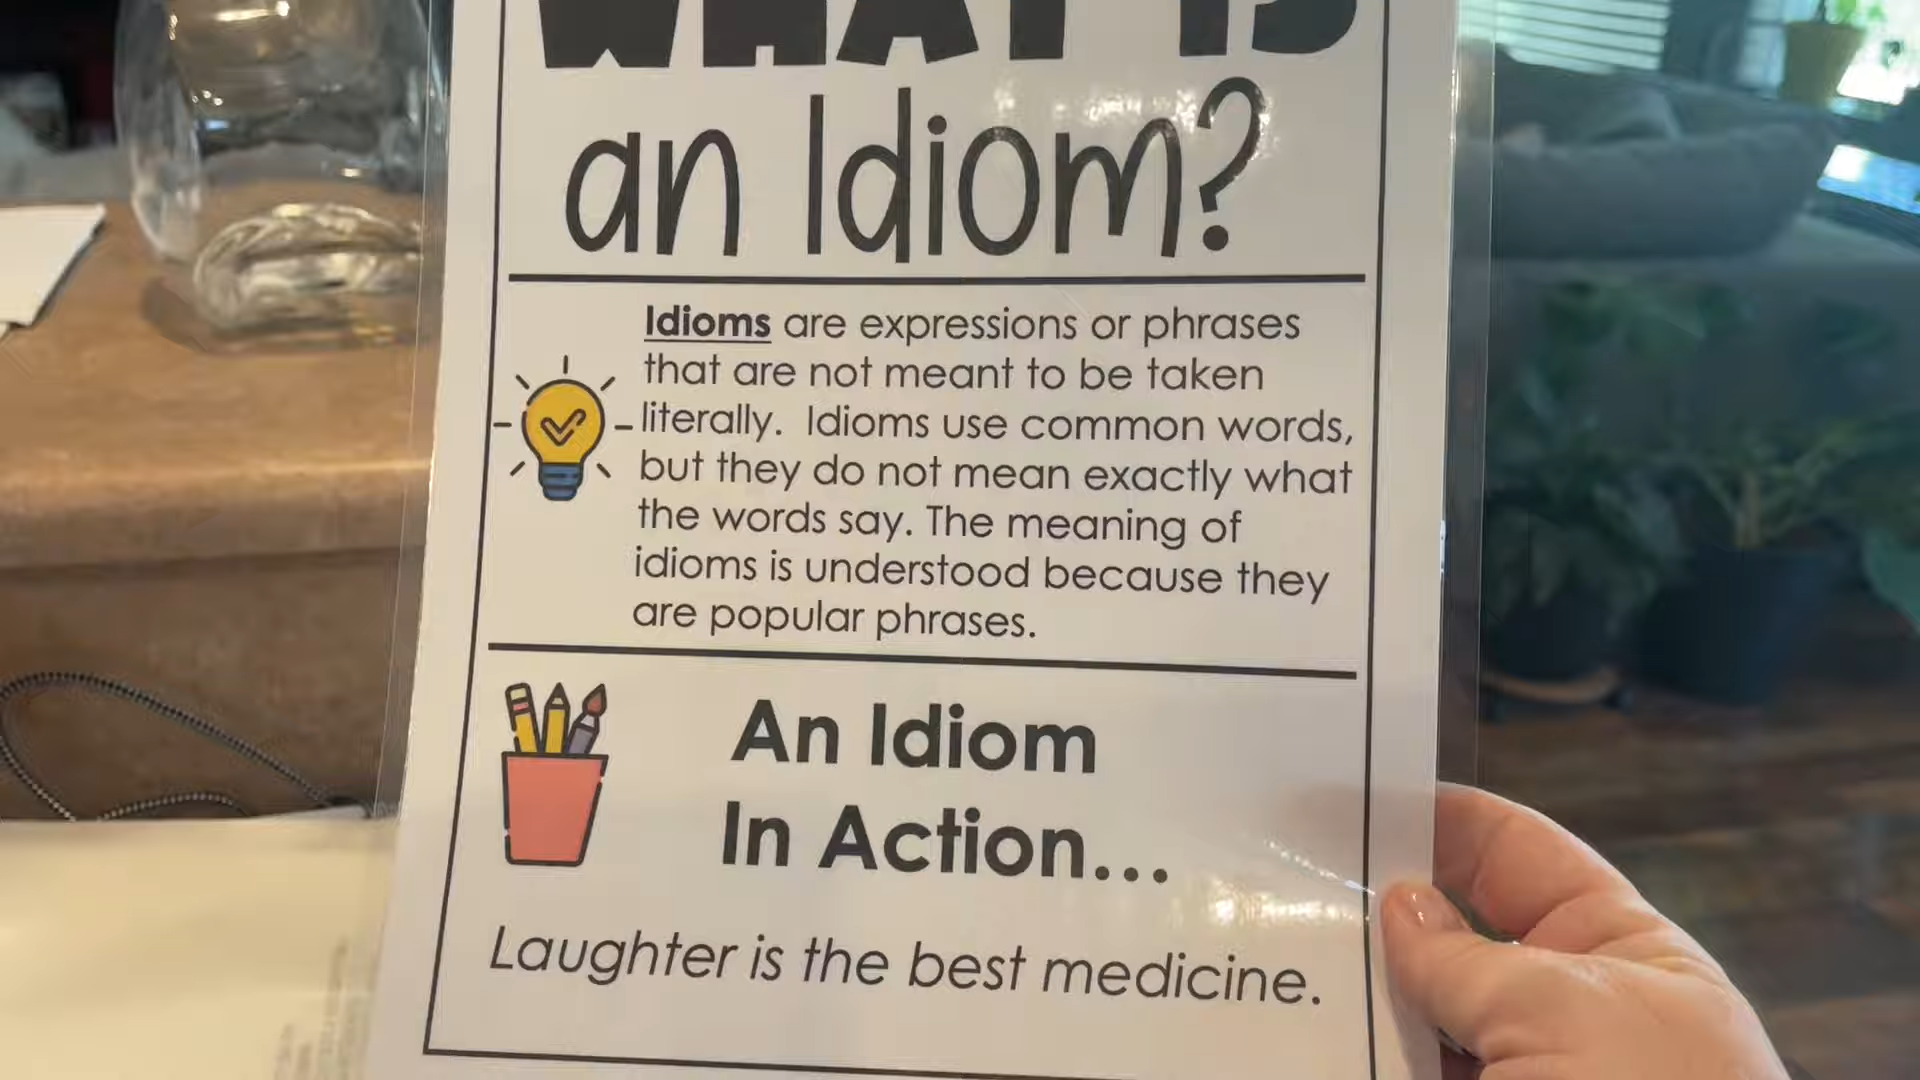 WHAT IS
an Idiom?
Idioms are expressions or phrases
that are not meant to be taken
literally. Idioms use common words,
but they do not mean exactly what
the words say. The meaning of
idioms is understood because they
are popular phrases.
An Idiom
In Action...
Laughter is the best medicine.